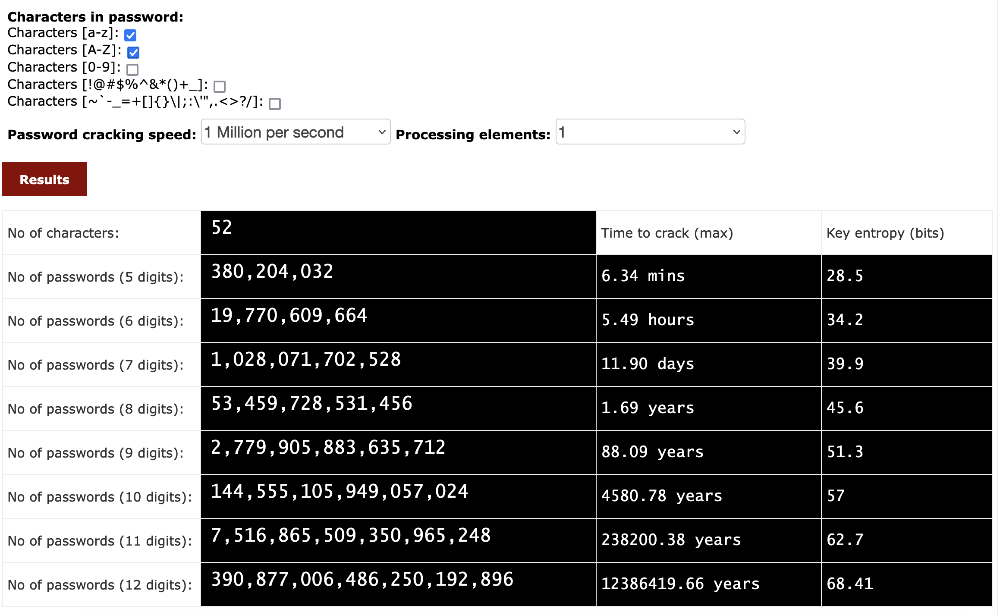 Characters in password:
Characters [a-z]:
Characters [A-Z]:
Characters [0-9]:
Characters [!@#$%^&*()+_]:
Characters [~`-_=+[]{}\|;:\'",.<>?/]:
Password cracking speed: 1 Million per second Processing elements: 1
Results
No of characters: 52 Time to crack (max) Key entropy (bits)
No of passwords (5 digits): 380,204,032 6.34 mins 28.5
No of passwords (6 digits): 19,770,609,664 5.49 hours 34.2
No of passwords (7 digits): 1,028,071,702,528 11.90 days 39.9
No of passwords (8 digits): 53,459,728,531,456 1.69 years 45.6
No of passwords (9 digits): 2,779,905,883,635,712 88.09 years 51.3
No of passwords (10 digits): 144,555,105,949,057,024 4580.78 years 57
No of passwords (11 digits): 7,516,865,509,350,965,248 238200.38 years 62.7
No of passwords (12 digits): 390,877,006,486,250,192,896 12386419.66 years 68.41